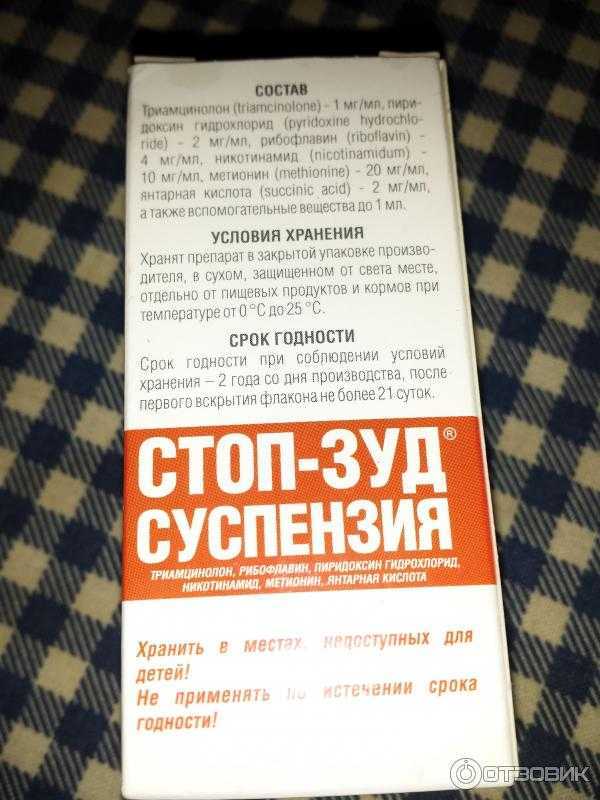 СОСТАВ
Триамцинолон (triamcinolone) - 1 мг/мл, пири-
доксин гидрохлорид (pyridoxine hydrochlo-
ride) - 2 мг/мл, рибофлавин (riboflavin) -
4 мг/мл, никотинамид (nicotinamidum) -
10 мг/мл, метионин (methionine) - 20 мг/мл,
янтарная кислота (succinic acid) - 2 мг/мл,
а также вспомогательные вещества до 1 мл.
УСЛОВИЯ ХРАНЕНИЯ
Хранят препарат в закрытой упаковке произво-
дителя, в сухом, защищенном от света месте,
отдельно от пищевых продуктов и кормов при
температуре от 0 °С до 25 °С.
СРОК ГОДНОСТИ
Срок годности при соблюдении условий
хранения – 2 года со дня производства, после
первого вскрытия флакона не более 21 суток.
СТОП-ЗУД®
СУСПЕНЗИЯ
ТРИАМЦИНОЛОН, РИБОФЛАВИН, ПИРИДОКСИН ГИДРОХЛОРИД,
НИКОТИНАМИД, МЕТИОНИН, ЯНТАРНАЯ КИСЛОТА
Хранить в местах, недоступных для
детей!
Не применять по истечении срока
годности!
ОТЗОВИК